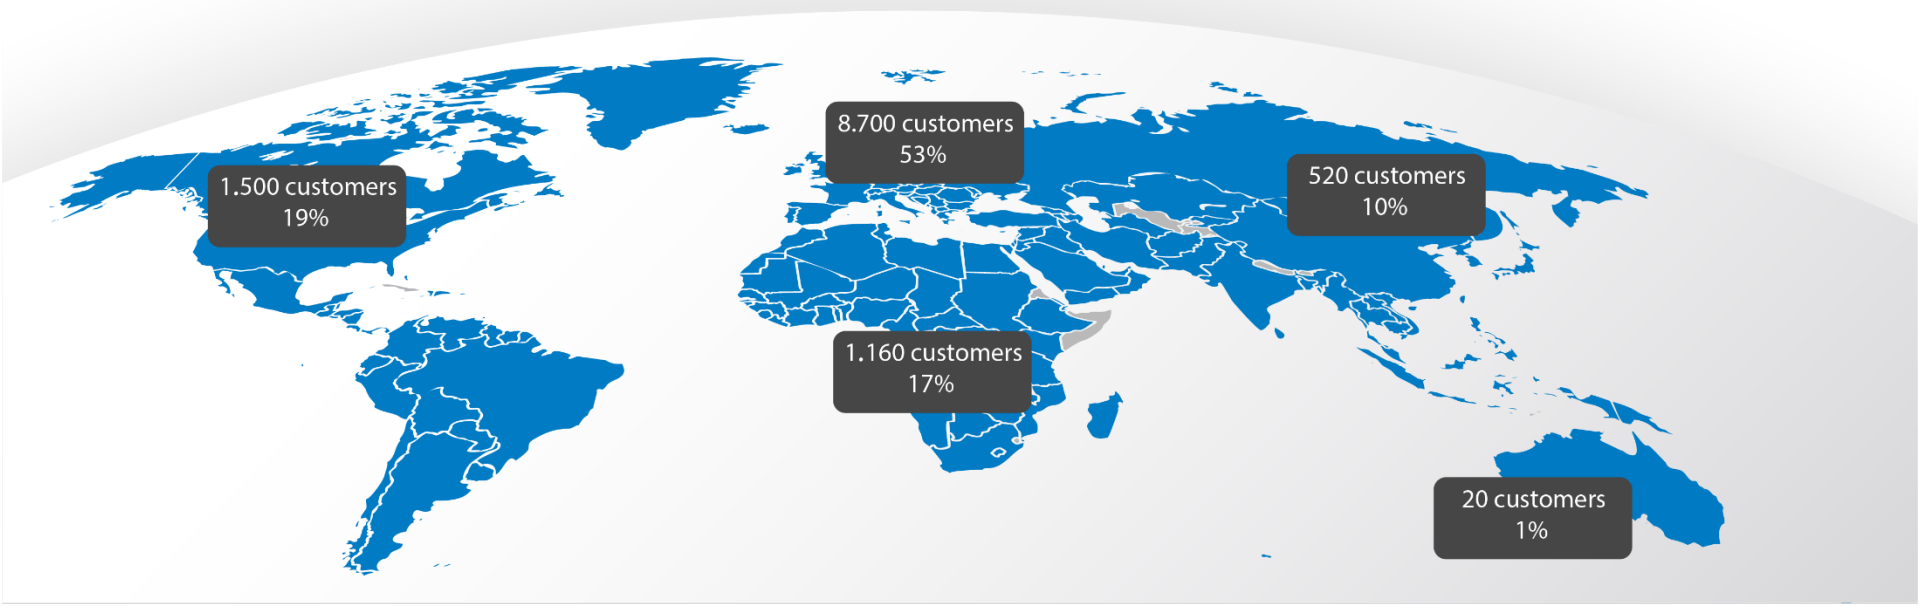 8.700 customers
53%
1.500 customers
19%
520 customers
10%
1.160 customers
17%
20 customers
1%